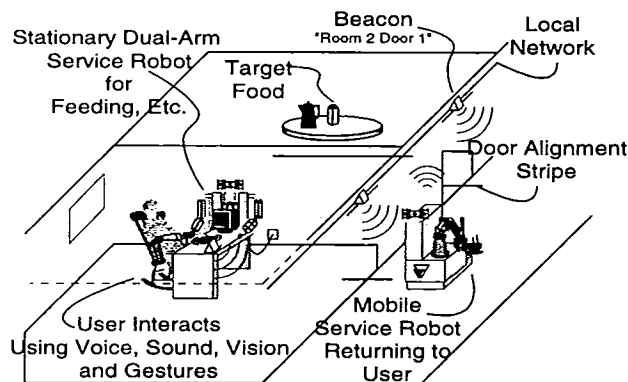 Stationary Dual-Arm
Service Robot
for
Feeding, Etc.
Target
Food
Beacon
"Room 2 Door 1"
Local
Network
Door Alignment
Stripe
User Interacts
Using Voice, Sound, Vision
and Gestures
Mobile
Service Robot
Returning to
User